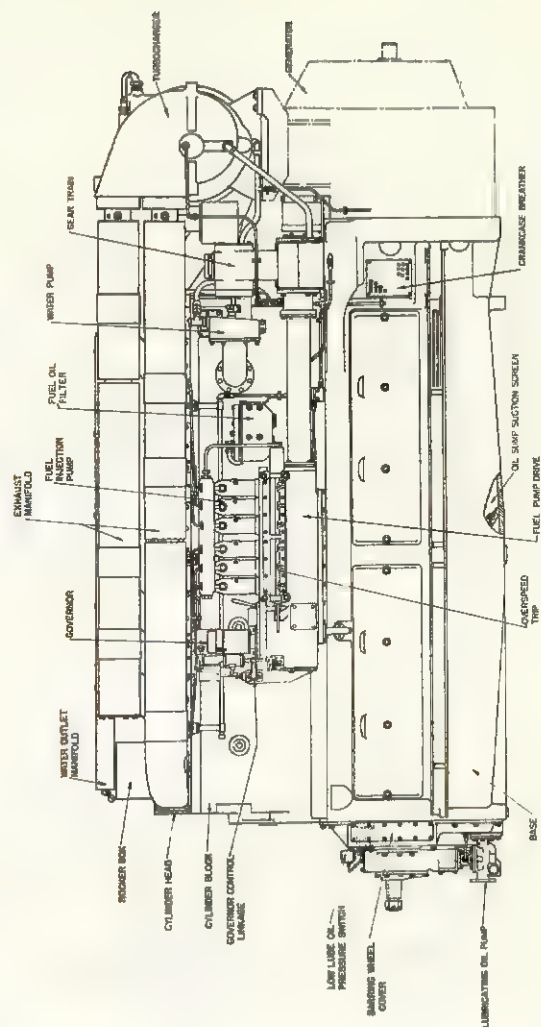 TURBOCHARGER
GENERATOR
GEAR TRAIN
WATER PUMP
CRANKCASE BREATHER
FUEL OIL
FILTER
FUEL
INJECTION
PUMP
EXHAUST
MANIFOLD
OIL SUMP SUCTION SCREEN
FUEL PUMP DRIVE
OVERSPEED
TRIP
GOVERNOR
WATER OUTLET
MANIFOLD
ROCKER BOX
CYLINDER HEAD
CYLINDER BLOCK
GOVERNOR CONTROL
LINKAGE
BASE
LOW LUBE OIL
PRESSURE SWITCH
BARRING WHEEL
COVER
LUBRICATING OIL PUMP